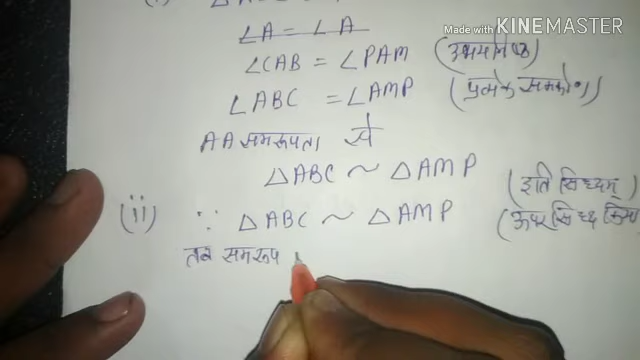 Made with KINEMASTER
∠A = ∠A
∠CAB = ∠PAM (उभयनिष्ठ)
∠ABC = ∠AMP (प्रत्येक समकोण)
AA समरूपता से
△ABC ~ △AMP (इति सिध्दम्)
(ii) ∵ △ABC ~ △AMP (ऊपर सिध्द किया
तब समरूप